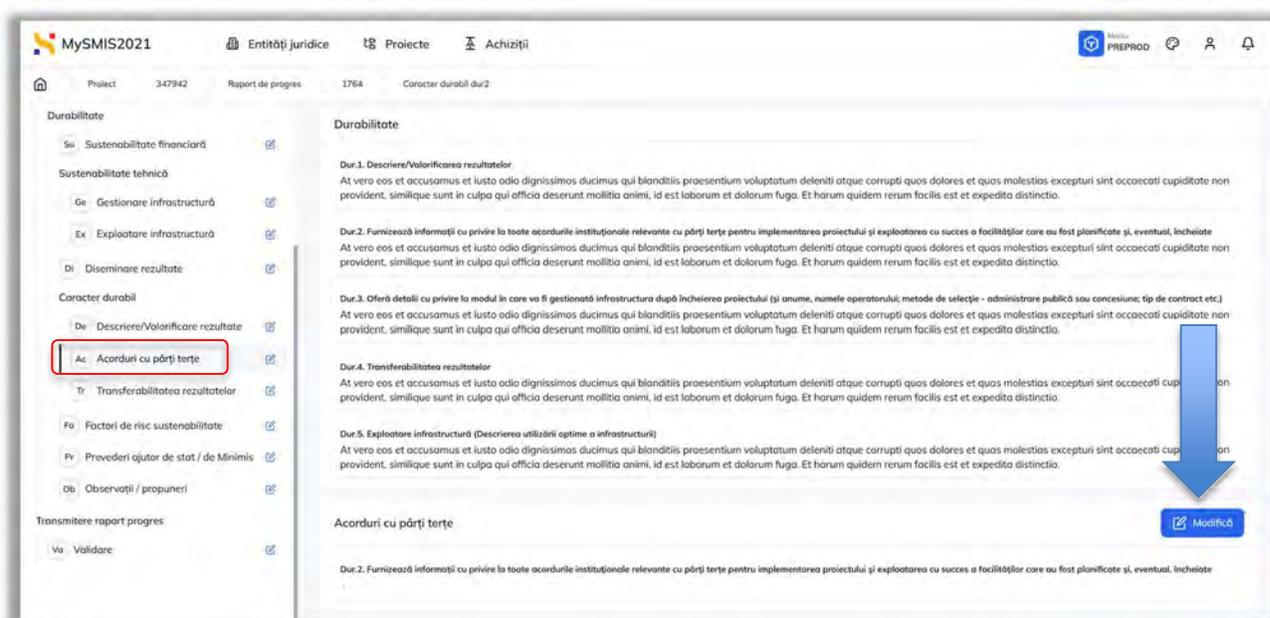 MySMIS2021
Entități juridice
Proiecte
Achiziții
Mediu
PREPROD
Proiect
347942
Raport de progres
1764
Caracter durabil dur2
Durabilitate
Su Sustenabilitate financiară
Sustenabilitate tehnică
Ge Gestionare infrastructură
Ex Exploatare infrastructură
Di Diseminare rezultate
Caracter durabil
De Descriere/Valorificare rezultate
Ac Acorduri cu părți terțe
Tr Transferabilitatea rezultatelor
Fa Factori de risc sustenabilitate
Pr Prevederi ajutor de stat / de Minimis
Ob Observații / propuneri
Transmitere raport progres
Va Validare
Durabilitate
Dur.1. Descriere/Valorificarea rezultatelor
At vero eos et accusamus et iusto odio dignissimos ducimus qui blanditiis praesentium voluptatum deleniti atque corrupti quos dolores et quas molestias excepturi sint occaecati cupiditate non
provident, similique sunt in culpa qui officia deserunt mollitia animi, id est laborum et dolorum fuga. Et harum quidem rerum facilis est et expedita distinctio.
Dur.2. Furnizează informații cu privire la toate acordurile instituționale relevante cu părți terțe pentru implementarea proiectului și exploatarea cu succes a facilităților care au fost planificate și, eventual, încheiate
At vero eos et accusamus et iusto odio dignissimos ducimus qui blanditiis praesentium voluptatum deleniti atque corrupti quos dolores et quas molestias excepturi sint occaecati cupiditate non
provident, similique sunt in culpa qui officia deserunt mollitia animi, id est laborum et dolorum fuga. Et harum quidem rerum facilis est et expedita distinctio.
Dur.3. Oferă detalii cu privire la modul în care va fi gestionată infrastructura după încheierea proiectului (și anume, numele operatorului; metode de selecție - administrare publică sau concesiune; tip de contract etc.)
At vero eos et accusamus et iusto odio dignissimos ducimus qui blanditiis praesentium voluptatum deleniti atque corrupti quos dolores et quas molestias excepturi sint occaecati cupiditate non
provident, similique sunt in culpa qui officia deserunt mollitia animi, id est laborum et dolorum fuga. Et harum quidem rerum facilis est et expedita distinctio.
Dur.4. Transferabilitatea rezultatelor
At vero eos et accusamus et iusto odio dignissimos ducimus qui blanditiis praesentium voluptatum deleniti atque corrupti quos dolores et quas molestias excepturi sint occaecati cup on
provident, similique sunt in culpa qui officia deserunt mollitia animi, id est laborum et dolorum fuga. Et harum quidem rerum facilis est et expedita distinctio.
Dur.5. Exploatare infrastructură (Descrierea utilizării optime a infrastructurii)
At vero eos et accusamus et iusto odio dignissimos ducimus qui blanditiis praesentium voluptatum deleniti atque corrupti quos dolores et quas molestias excepturi sint occaecati cup on
provident, similique sunt in culpa qui officia deserunt mollitia animi, id est laborum et dolorum fuga. Et harum quidem rerum facilis est et expedita distinctio.
Acorduri cu părți terțe
Modifică
Dur.2. Furnizează informații cu privire la toate acordurile instituționale relevante cu părți terțe pentru implementarea proiectului și exploatarea cu succes a facilităților care au fost planificate și, eventual, încheiate